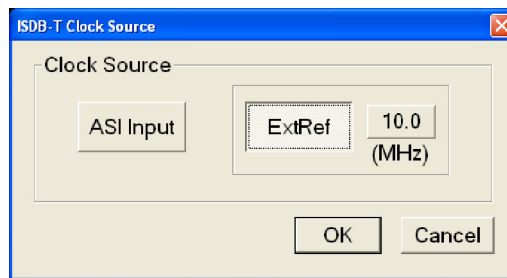 ISDB-T Clock Source
Clock Source
ASI Input
ExtRef
10.0
(MHz)
OK
Cancel